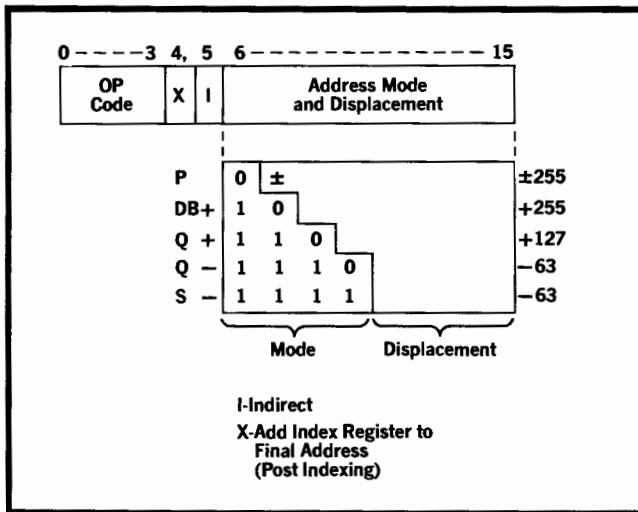 0 - - - - - 3 4, 5 6 - - - - - - - - - - - - - - - - - 15
OP Code X I Address Mode and Displacement
P 0 ± ±255
DB+ 1 0 +255
Q + 1 1 0 +127
Q − 1 1 1 0 −63
S − 1 1 1 1 −63
Mode Displacement
I-Indirect
X-Add Index Register to
Final Address
(Post Indexing)